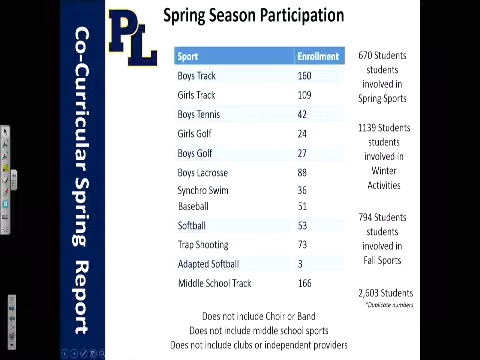 PL
Co-Curricular Spring Report
Spring Season Participation
Sport Enrollment
Boys Track 160
Girls Track 109
Boys Tennis 42
Girls Golf 24
Boys Golf 27
Boys Lacrosse 88
Synchro Swim 36
Baseball 51
Softball 53
Trap Shooting 73
Adapted Softball 3
Middle School Track 166
670 Students
students
involved in
Spring Sports
1139 Students
students
involved in
Winter
Activities
794 Students
students
involved in
Fall Sports
2,603 Students
*Duplicate numbers
Does not include Choir or Band
Does not include middle school sports
Does not include clubs or independent providers